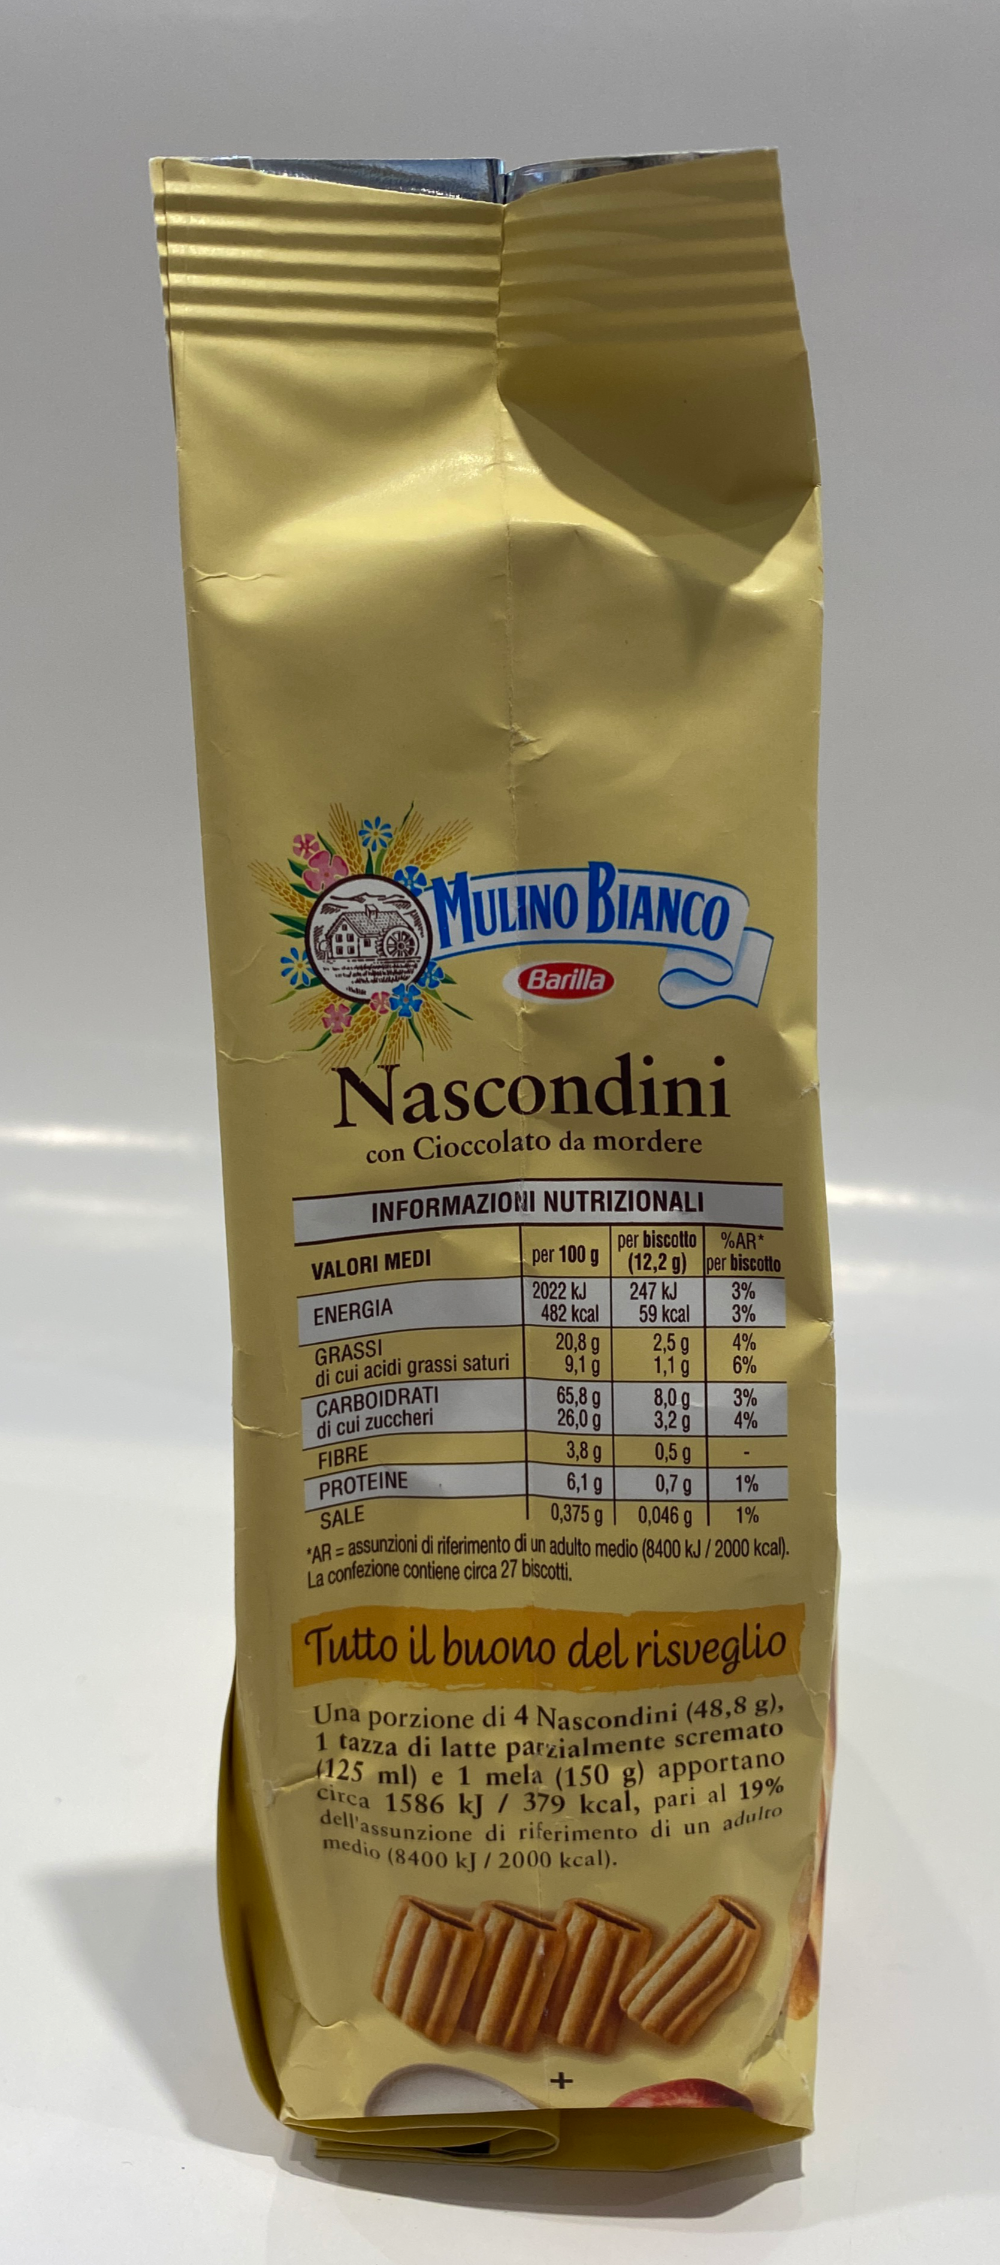 MULINO BIANCO
Barilla
Nascondini
con Cioccolato da mordere
INFORMAZIONI NUTRIZIONALI
VALORI MEDI per 100 g per biscotto (12,2 g) %AR* per biscotto
ENERGIA 2022 kJ 247 kJ 3%
482 kcal 59 kcal 3%
GRASSI 20,8 g 2,5 g 4%
di cui acidi grassi saturi 9,1 g 1,1 g 6%
CARBOIDRATI 65,8 g 8,0 g 3%
di cui zuccheri 26,0 g 3,2 g 4%
FIBRE 3,8 g 0,5 g -
PROTEINE 6,1 g 0,7 g 1%
SALE 0,375 g 0,046 g 1%
*AR = assunzioni di riferimento di un adulto medio (8400 kJ / 2000 kcal).
La confezione contiene circa 27 biscotti.
Tutto il buono del risveglio
Una porzione di 4 Nascondini (48,8 g),
1 tazza di latte parzialmente scremato
(125 ml) e 1 mela (150 g) apportano
circa 1586 kJ / 379 kcal, pari al 19%
dell'assunzione di riferimento di un adulto
medio (8400 kJ / 2000 kcal).
+